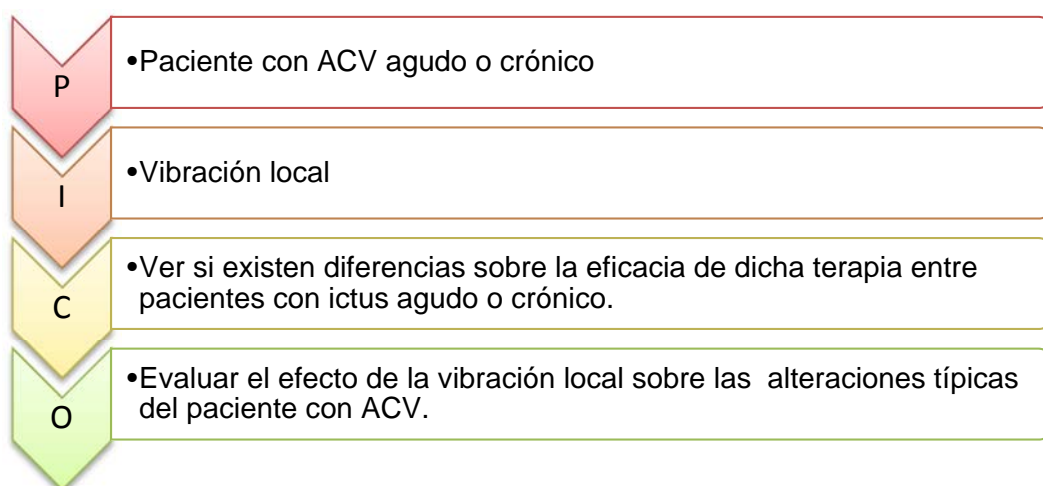 P
•Paciente con ACV agudo o crónico
I
•Vibración local
C
•Ver si existen diferencias sobre la eficacia de dicha terapia entre
pacientes con ictus agudo o crónico.
O
•Evaluar el efecto de la vibración local sobre las alteraciones típicas
del paciente con ACV.